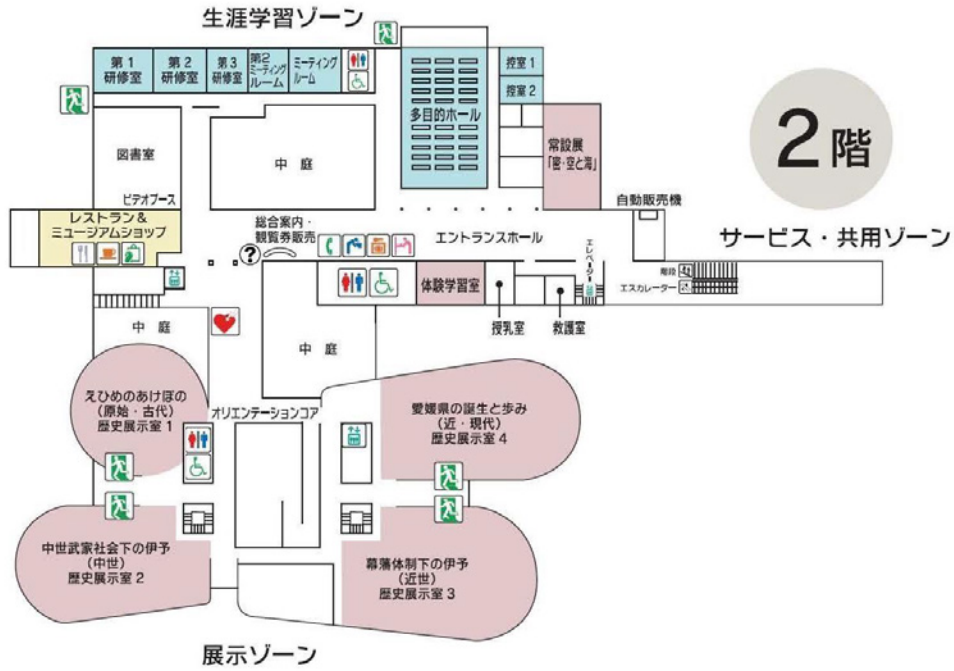 生涯学習ゾーン
第1
研修室
第2
研修室
第3
研修室
第2
ミーティング
ルーム
ミーティング
ルーム
多目的ホール
控室1
控室2
常設展
「密・空と海」
2階
図書室
中庭
ビデオブース
レストラン&
ミュージアムショップ
総合案内・
観覧券販売
?
エントランスホール
自動販売機
サービス・共用ゾーン
エレベーター
階段
エスカレーター
体験学習室
授乳室
救護室
中庭
中庭
えひめのあけぼの
(原始・古代)
歴史展示室1
オリエンテーションコア
愛媛県の誕生と歩み
(近・現代)
歴史展示室4
中世武家社会下の伊予
(中世)
歴史展示室2
幕藩体制下の伊予
(近世)
歴史展示室3
展示ゾーン